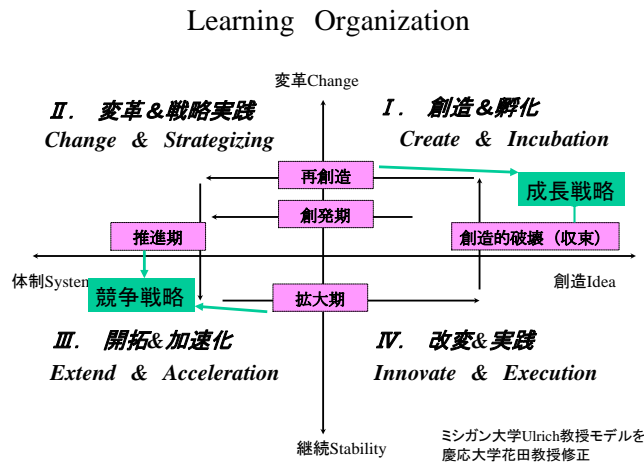 Learning Organization
変革Change
Ⅱ. 変革&戦略実践
Change & Strategizing
Ⅰ. 創造&孵化
Create & Incubation
再創造
成長戦略
創発期
推進期
創造的破壊（収束）
体制System
創造Idea
競争戦略
拡大期
Ⅲ. 開拓&加速化
Extend & Acceleration
Ⅳ. 改変&実践
Innovate & Execution
継続Stability
ミシガン大学Ulrich教授モデルを
慶応大学花田教授修正